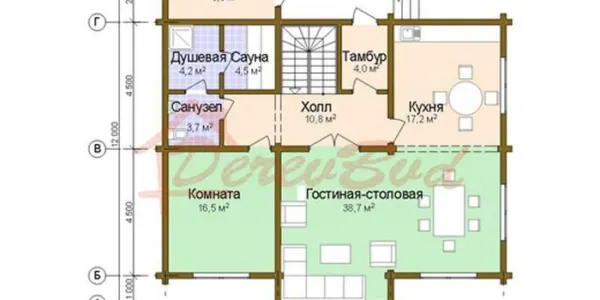 Г
Душевая
4,2 м²
Сауна
4,5 м²
Тамбур
4,0 м²
4 500
Санузел
3,7 м²
Холл
10,8 м²
Кухня
17,2 м²
12 000
В
DerevBud
Комната
16,5 м²
Гостиная-столовая
38,7 м²
4 500
Б
1 000